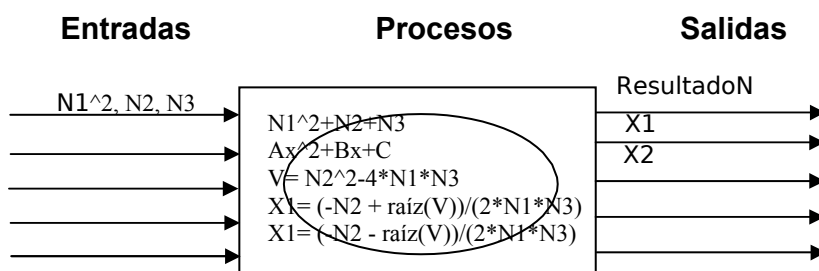 Entradas Procesos Salidas
N1^2, N2, N3
ResultadoN
X1
X2
N1^2+N2+N3
Ax^2+Bx+C
V= N2^2-4*N1*N3
X1= (-N2 + raíz(V))/(2*N1*N3)
X1= (-N2 - raíz(V))/(2*N1*N3)